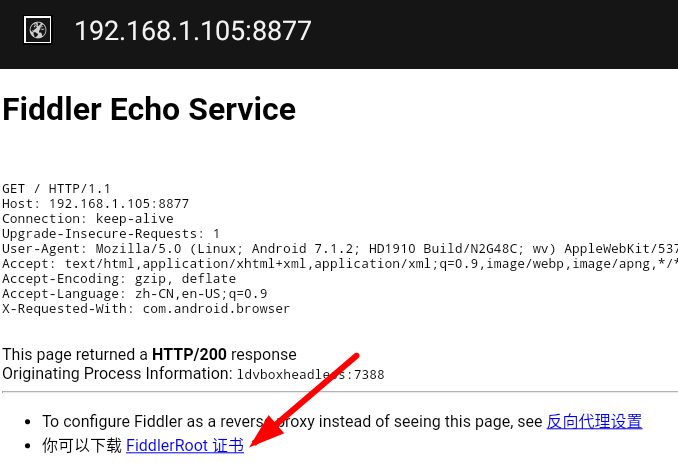 192.168.1.105:8877
Fiddler Echo Service
GET / HTTP/1.1
Host: 192.168.1.105:8877
Connection: keep-alive
Upgrade-Insecure-Requests: 1
User-Agent: Mozilla/5.0 (Linux; Android 7.1.2; HD1910 Build/N2G48C; wv) AppleWebKit/537
Accept: text/html,application/xhtml+xml,application/xml;q=0.9,image/webp,image/apng,*/*
Accept-Encoding: gzip, deflate
Accept-Language: zh-CN,en-US;q=0.9
X-Requested-With: com.android.browser
This page returned a HTTP/200 response
Originating Process Information: ldvboxheadless:7388
To configure Fiddler as a reverse proxy instead of seeing this page, see 反向代理设置
你可以下载 FiddlerRoot 证书